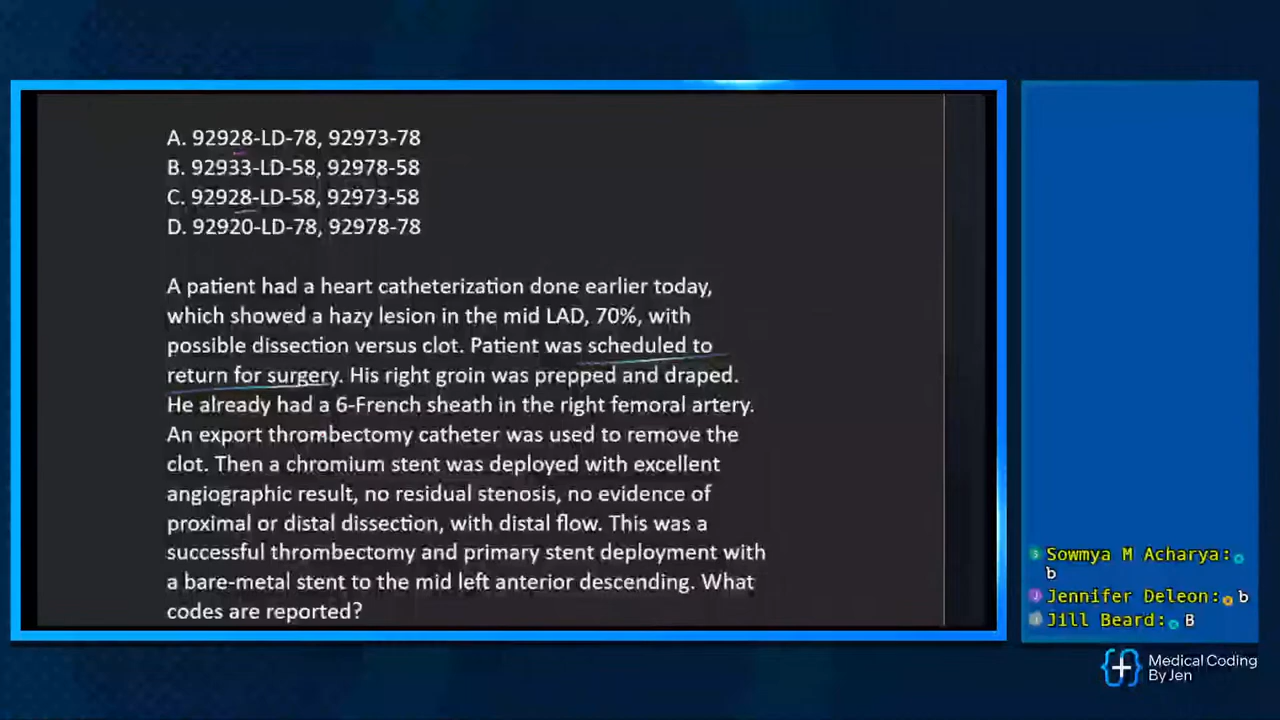 A. 92928-LD-78, 92973-78
B. 92933-LD-58, 92978-58
C. 92928-LD-58, 92973-58
D. 92920-LD-78, 92978-78
A patient had a heart catheterization done earlier today,
which showed a hazy lesion in the mid LAD, 70%, with
possible dissection versus clot. Patient was scheduled to
return for surgery. His right groin was prepped and draped.
He already had a 6-French sheath in the right femoral artery.
An export thrombectomy catheter was used to remove the
clot. Then a chromium stent was deployed with excellent
angiographic result, no residual stenosis, no evidence of
proximal or distal dissection, with distal flow. This was a
successful thrombectomy and primary stent deployment with
a bare-metal stent to the mid left anterior descending. What
codes are reported?
Sowmya M Acharya:
b
Jennifer Deleon: b
Jill Beard: B
Medical Coding
By Jen